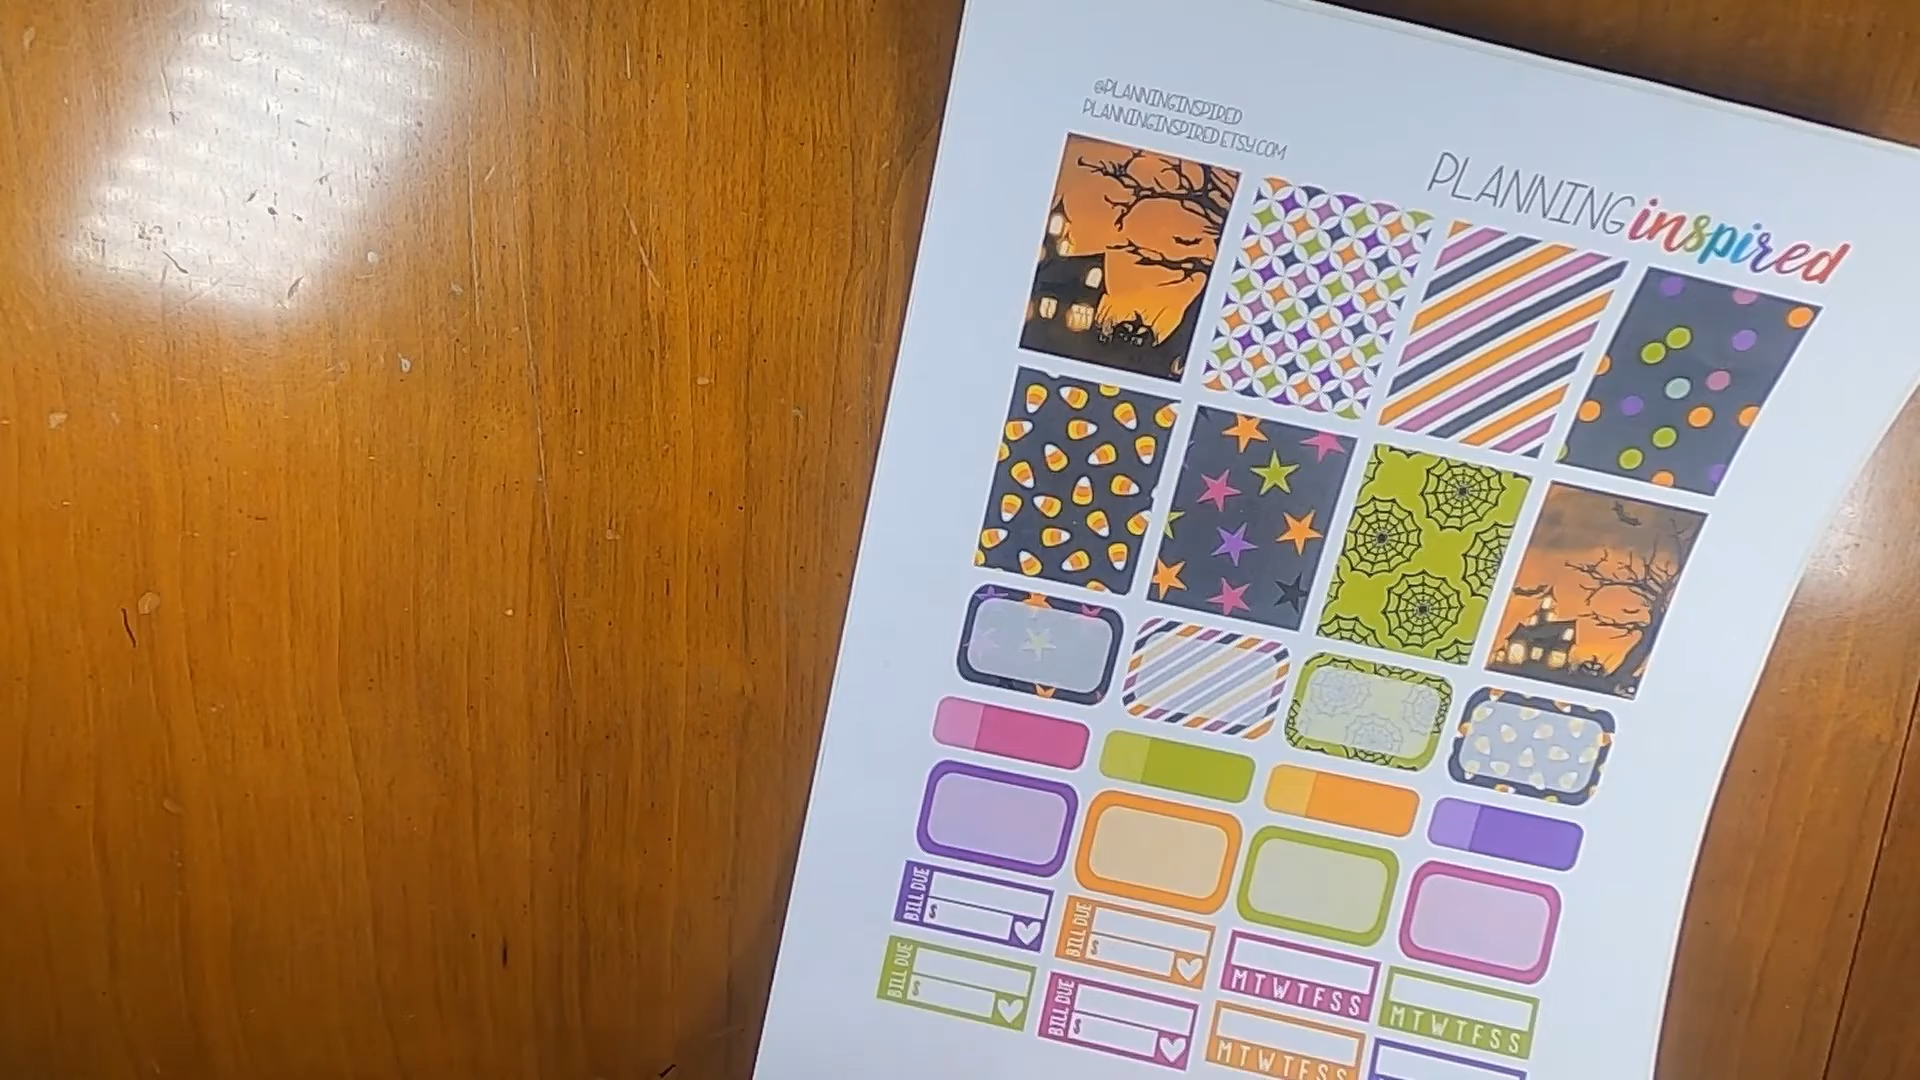 @PLANNINGINSPIRED
PLANNINGINSPIRED.ETSY.COM
PLANNINGinspired
BILL DUE
$
BILL DUE
$
MTWTFSS
MTWTFSS
BILL DUE
$
BILL DUE
$
MTWTFSS